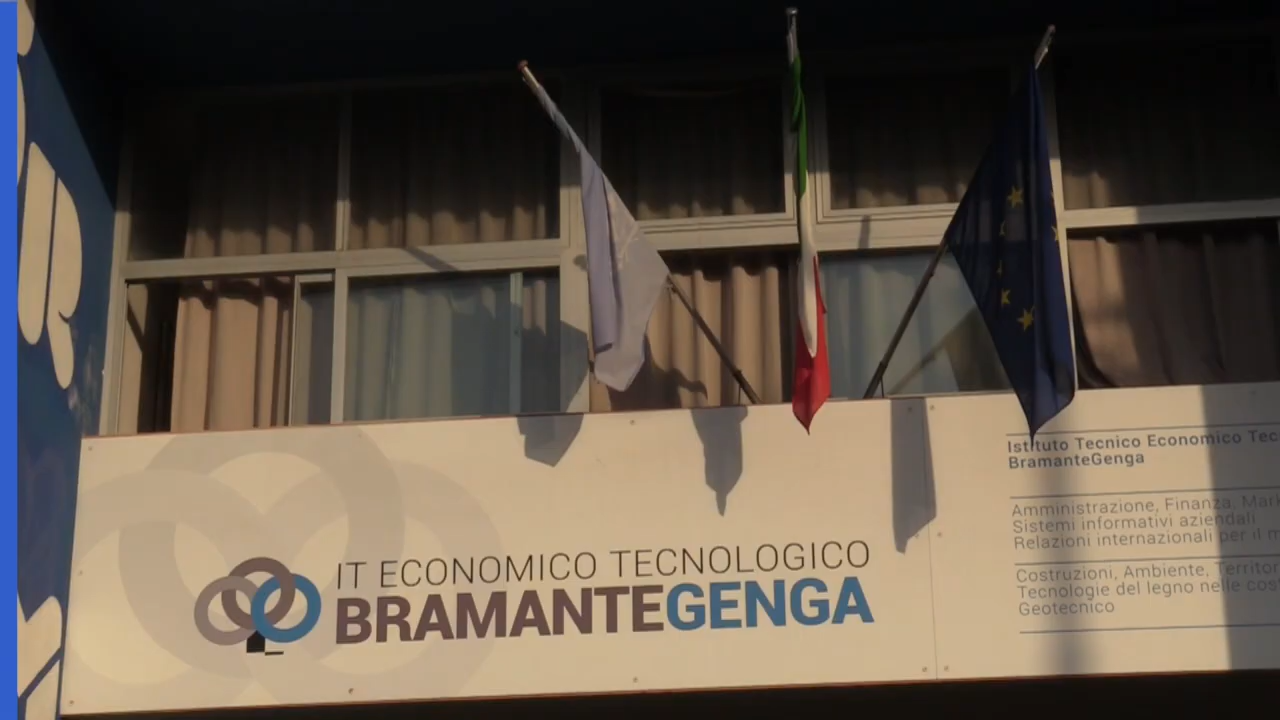 IT ECONOMICO TECNOLOGICO
BRAMANTEGENGA
Istituto Tecnico Economico
BramanteGenga
Amministrazione, Finanza,
Sistemi informativi aziendali
Relazioni internazionali per il
Costruzioni, Ambiente,
Tecnologie del legno nelle
Geotecnico